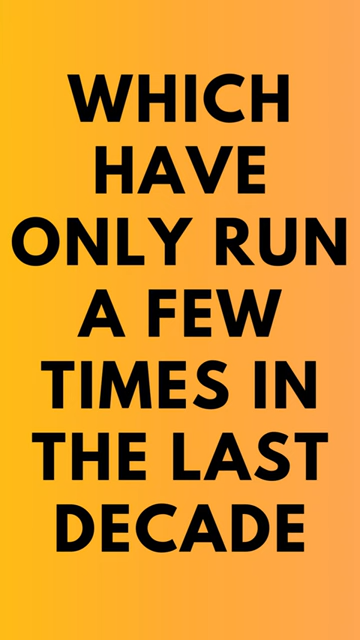 WHICH
HAVE
ONLY RUN
A FEW
TIMES IN
THE LAST
DECADE